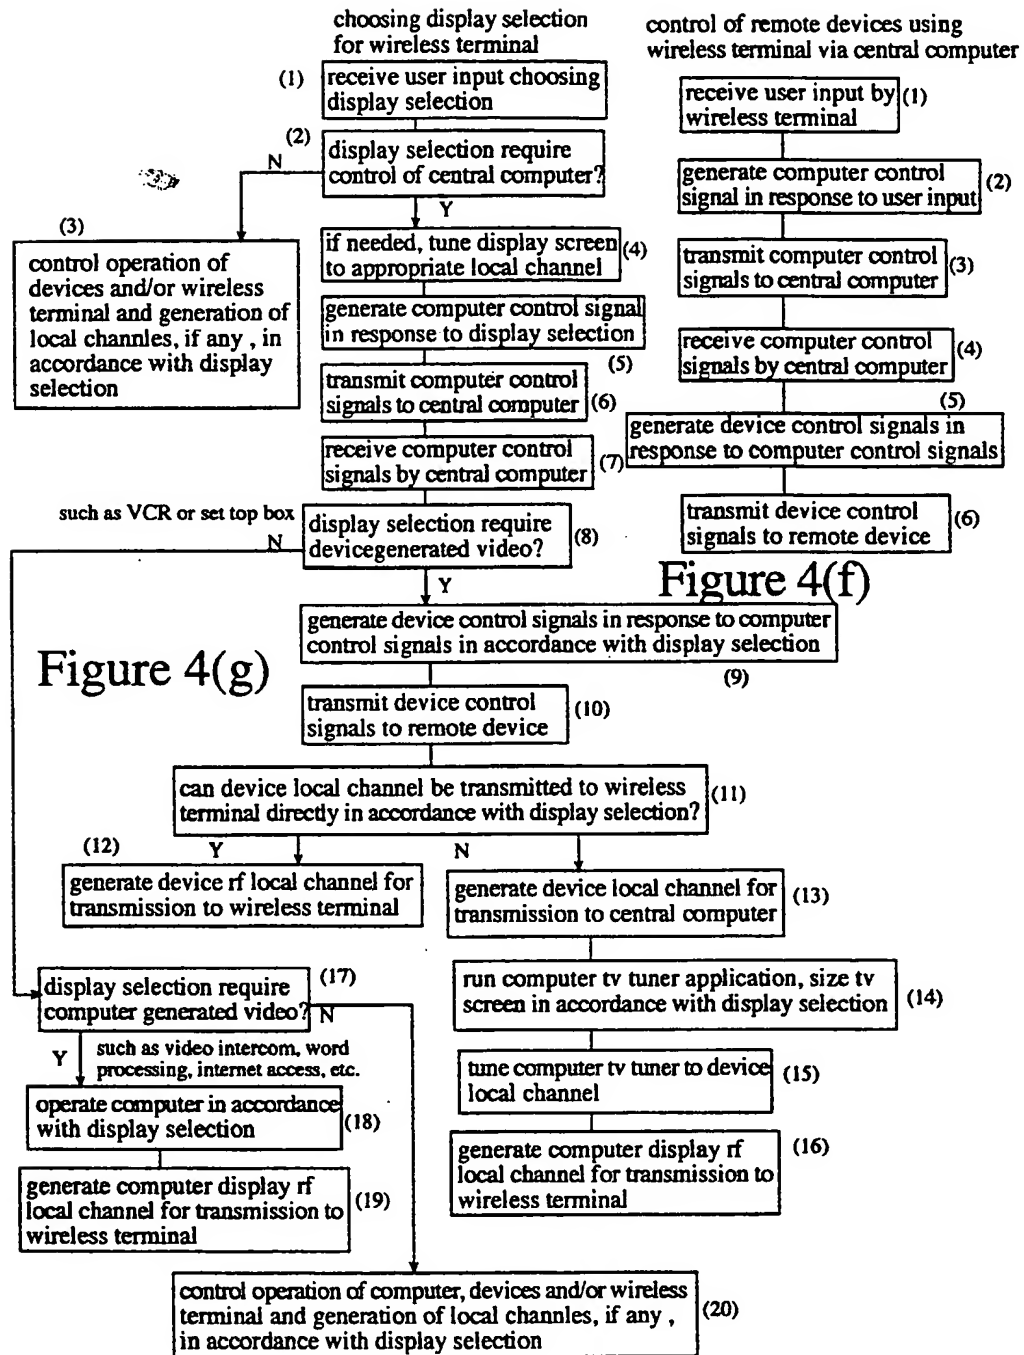 choosing display selection
for wireless terminal
(1)
receive user input choosing
display selection
(2)
display selection require
control of central computer?
N
Y
(3)
control operation of
devices and/or wireless
terminal and generation of
local channles, if any , in
accordance with display
selection
if needed, tune display screen
to appropriate local channel
(4)
generate computer control signal
in response to display selection
(5)
transmit computer control
signals to central computer
(6)
receive computer control
signals by central computer
(7)
such as VCR or set top box
display selection require
devicegenerated video?
(8)
N
Y
generate device control signals in response to computer
control signals in accordance with display selection
(9)
Figure 4(g)
transmit device control
signals to remote device
(10)
can device local channel be transmitted to wireless
terminal directly in accordance with display selection?
(11)
(12)
Y
N
generate device rf local channel for
transmission to wireless terminal
generate device local channel for
transmission to central computer
(13)
run computer tv tuner application, size tv
screen in accordance with display selection
(14)
tune computer tv tuner to device
local channel
(15)
generate computer display rf
local channel for transmission to
wireless terminal
(16)
(17)
display selection require
computer generated video?
N
Y
such as video intercom, word
processing, internet access, etc.
operate computer in accordance
with display selection
(18)
generate computer display rf
local channel for transmission to
wireless terminal
(19)
control operation of computer, devices and/or wireless
terminal and generation of local channles, if any ,
in accordance with display selection
(20)
control of remote devices using
wireless terminal via central computer
receive user input by
wireless terminal
(1)
generate computer control
signal in response to user input
(2)
transmit computer control
signals to central computer
(3)
receive computer control
signals by central computer
(4)
(5)
generate device control signals in
response to computer control signals
transmit device control
signals to remote device
(6)
Figure 4(f)